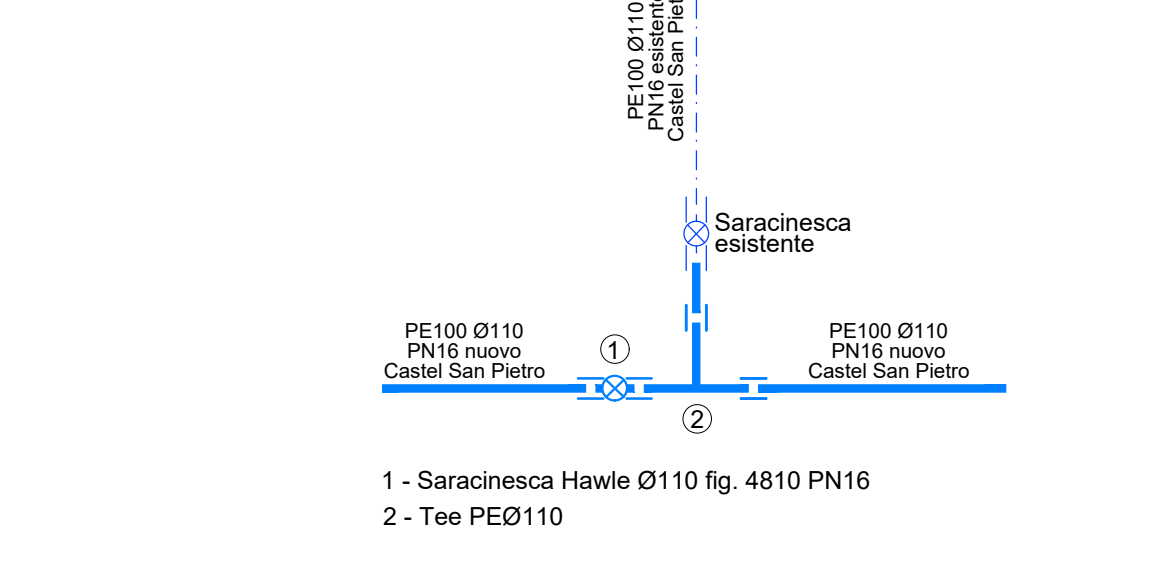 PE100 Ø110
PN16 esistente
Castel San Piet
Saracinesca
esistente
PE100 Ø110
PN16 nuovo
Castel San Pietro
1
PE100 Ø110
PN16 nuovo
Castel San Pietro
2
1 - Saracinesca Hawle Ø110 fig. 4810 PN16
2 - Tee PEØ110